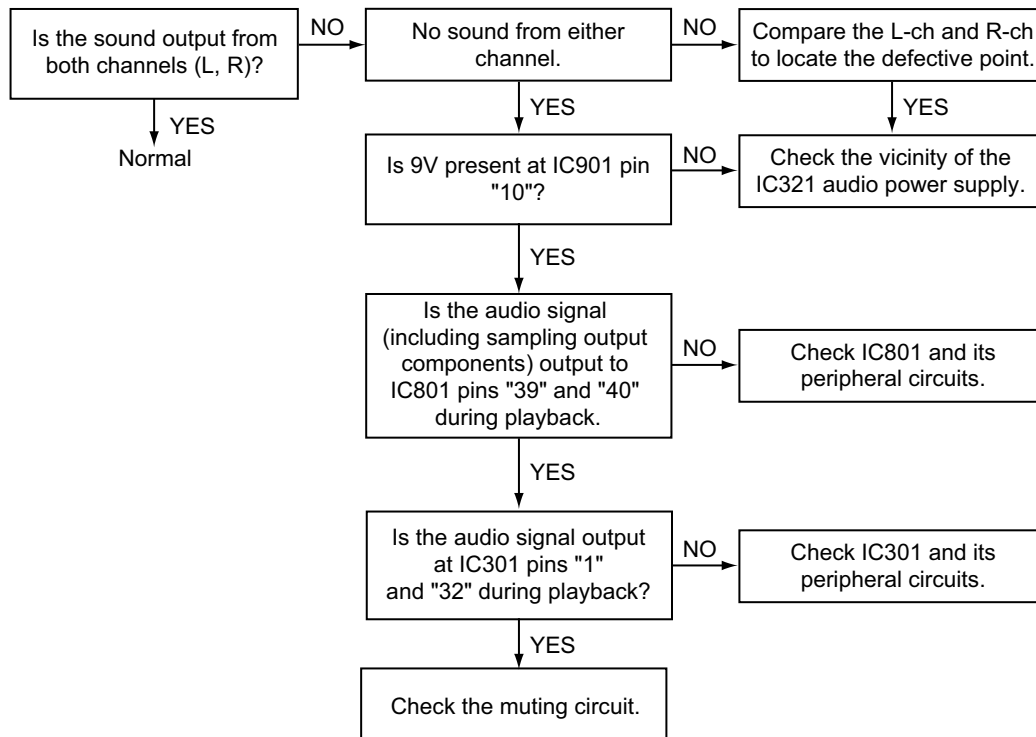 Is the sound output from
both channels (L, R)?
NO
No sound from either
channel.
NO
Compare the L-ch and R-ch
to locate the defective point.
YES
Normal
YES
YES
Is 9V present at IC901 pin
"10"?
NO
Check the vicinity of the
IC321 audio power supply.
YES
Is the audio signal
(including sampling output
components) output to
IC801 pins "39" and "40"
during playback.
NO
Check IC801 and its
peripheral circuits.
YES
Is the audio signal output
at IC301 pins "1"
and "32" during playback?
NO
Check IC301 and its
peripheral circuits.
YES
Check the muting circuit.